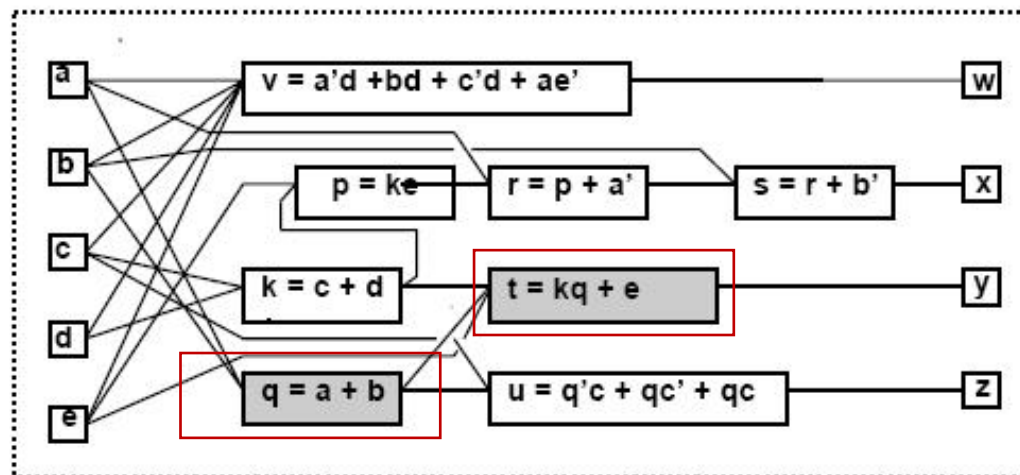 a
v = a’d +bd + c’d + ae’
w
b
p = ke
r = p + a’
s = r + b’
x
c
k = c + d
t = kq + e
y
d
q = a + b
u = q’c + qc’ + qc
z
e